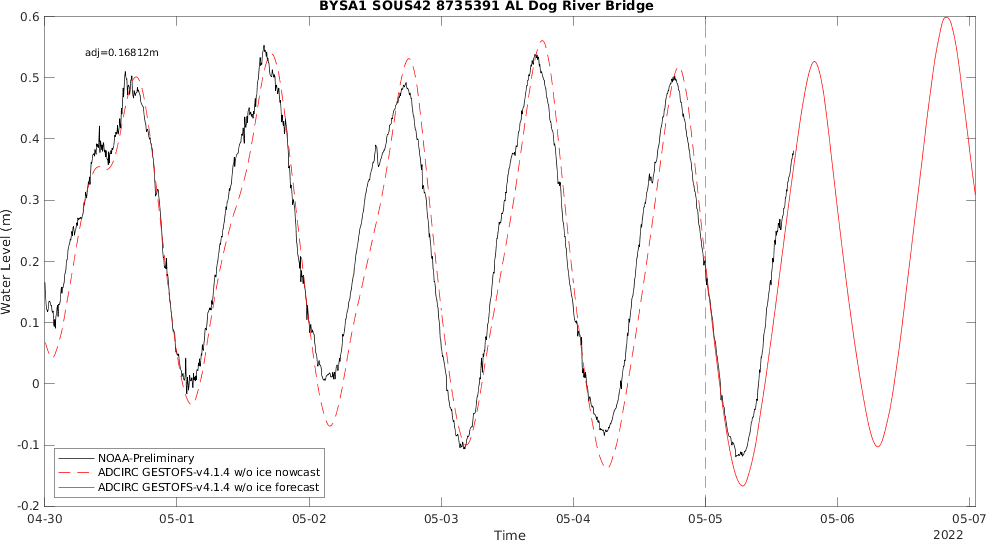 BYSA1 SOUS42 8735391 AL Dog River Bridge
adj=0.16812m
0.6
0.5
0.4
0.3
0.2
0.1
0
-0.1
-0.2
Water Level (m)
NOAA-Preliminary
ADCIRC GESTOFS-v4.1.4 w/o ice nowcast
ADCIRC GESTOFS-v4.1.4 w/o ice forecast
04-30 05-01 05-02 05-03 05-04 05-05 05-06 05-07
Time
2022